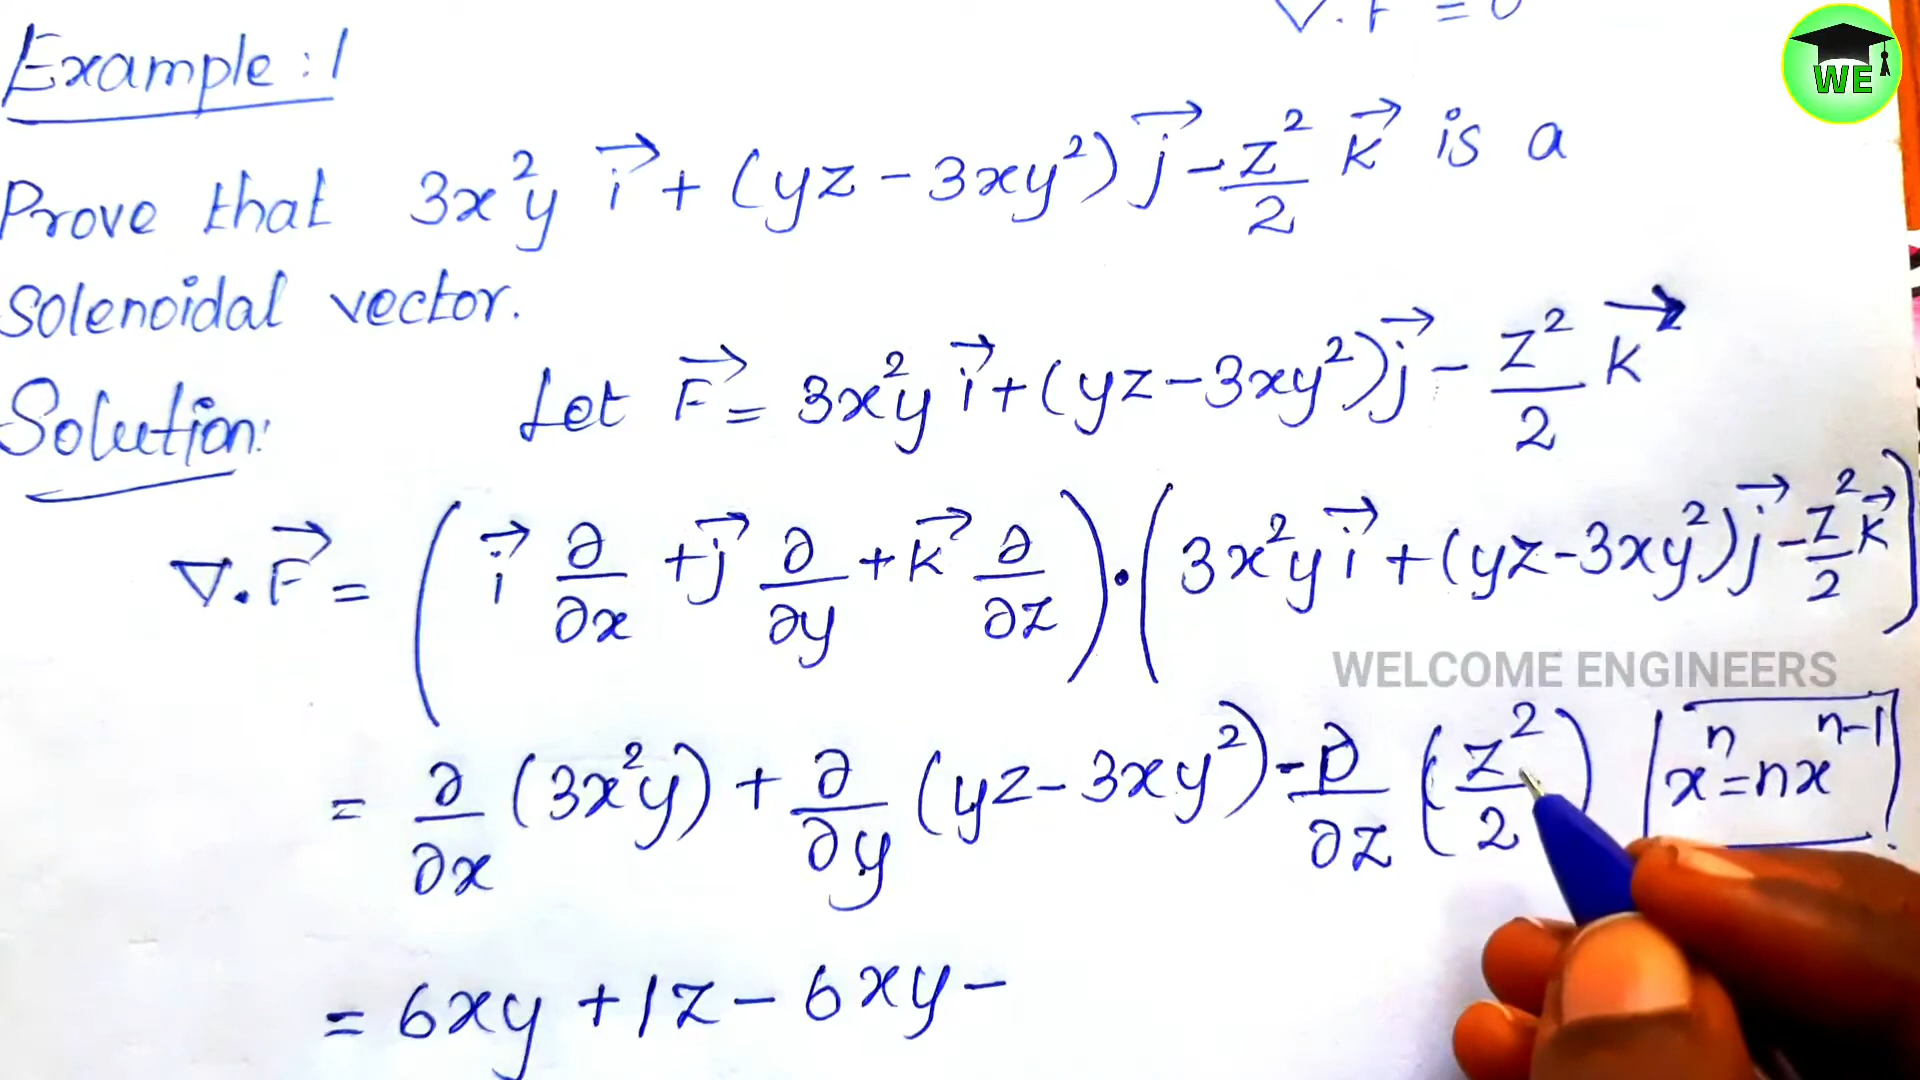 ∇.F = 0
WE
Example:1
Prove that 3x²y i⃗ + (yz - 3xy²) j⃗ - z²/2 k⃗ is a
solenoidal vector.
Solution: Let F⃗ = 3x²y i⃗ + (yz - 3xy²) j⃗ - z²/2 k⃗
∇.F⃗ = (i⃗ ∂/∂x + j⃗ ∂/∂y + k⃗ ∂/∂z) . (3x²y i⃗ + (yz - 3xy²) j⃗ - z²/2 k⃗)
WELCOME ENGINEERS
= ∂/∂x (3x²y) + ∂/∂y (yz - 3xy²) - ∂/∂z (z²/2) xⁿ = nxⁿ⁻¹
= 6xy + 1z - 6xy -